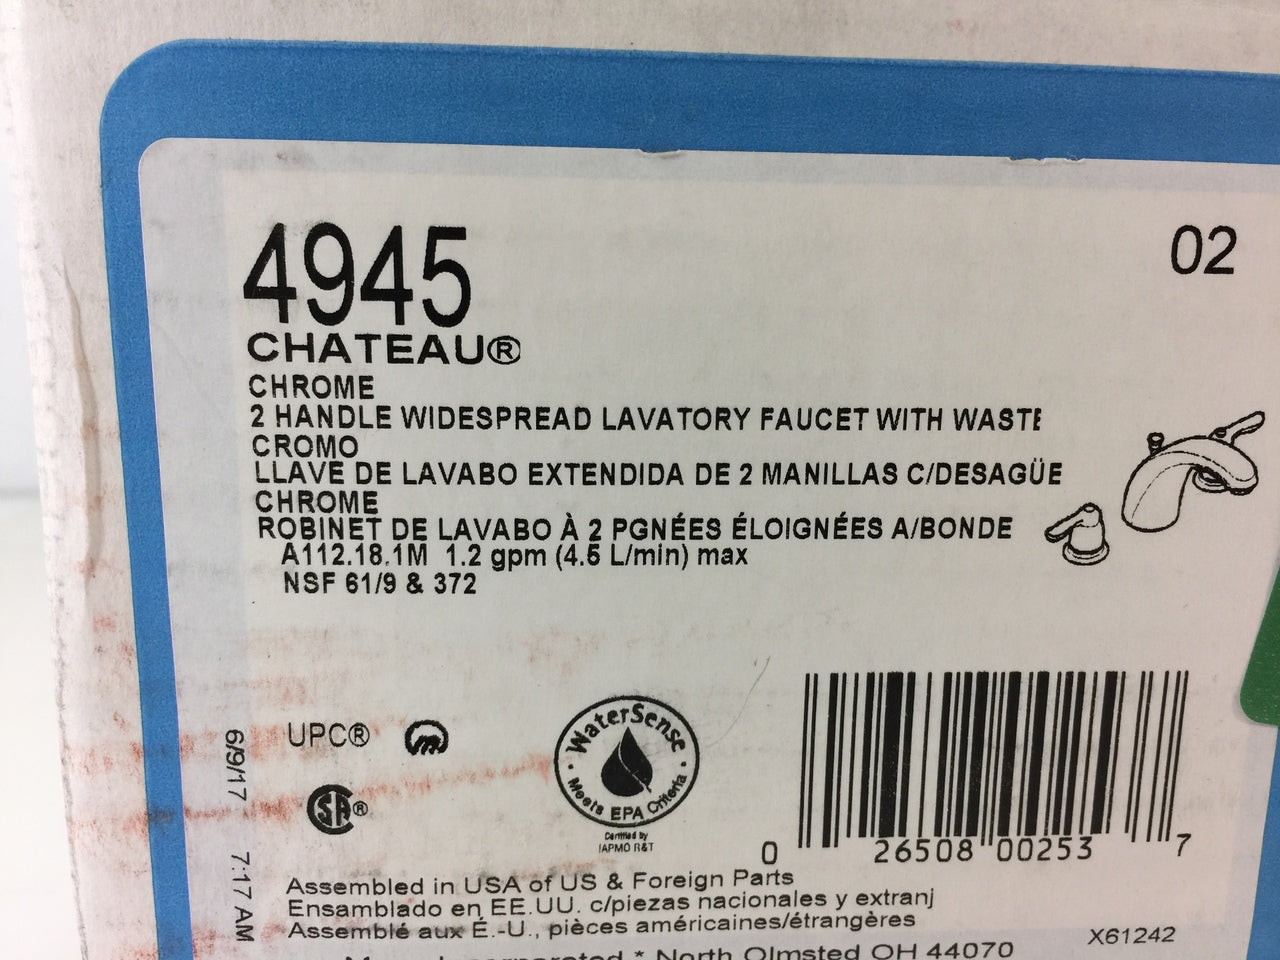 4945
02
CHATEAU®
CHROME
2 HANDLE WIDESPREAD LAVATORY FAUCET WITH WASTE
CROMO
LLAVE DE LAVABO EXTENDIDA DE 2 MANILLAS C/DESAGÜE
CHROME
ROBINET DE LAVABO À 2 PGNÉES ÉLOIGNÉES A/BONDE
A112.18.1M 1.2 gpm (4.5 L/min) max
NSF 61/9 & 372
UPC®
SA®
6/9/17 7:17 AM
WaterSense
Meets EPA Criteria
Certified by
IAPMO R&T
0 26508 00253 7
Assembled in USA of US & Foreign Parts
Ensamblado en EE.UU. c/piezas nacionales y extranj
Assemblé aux É.-U., pièces américaines/étrangères
X61242
* North Olmsted OH 44070